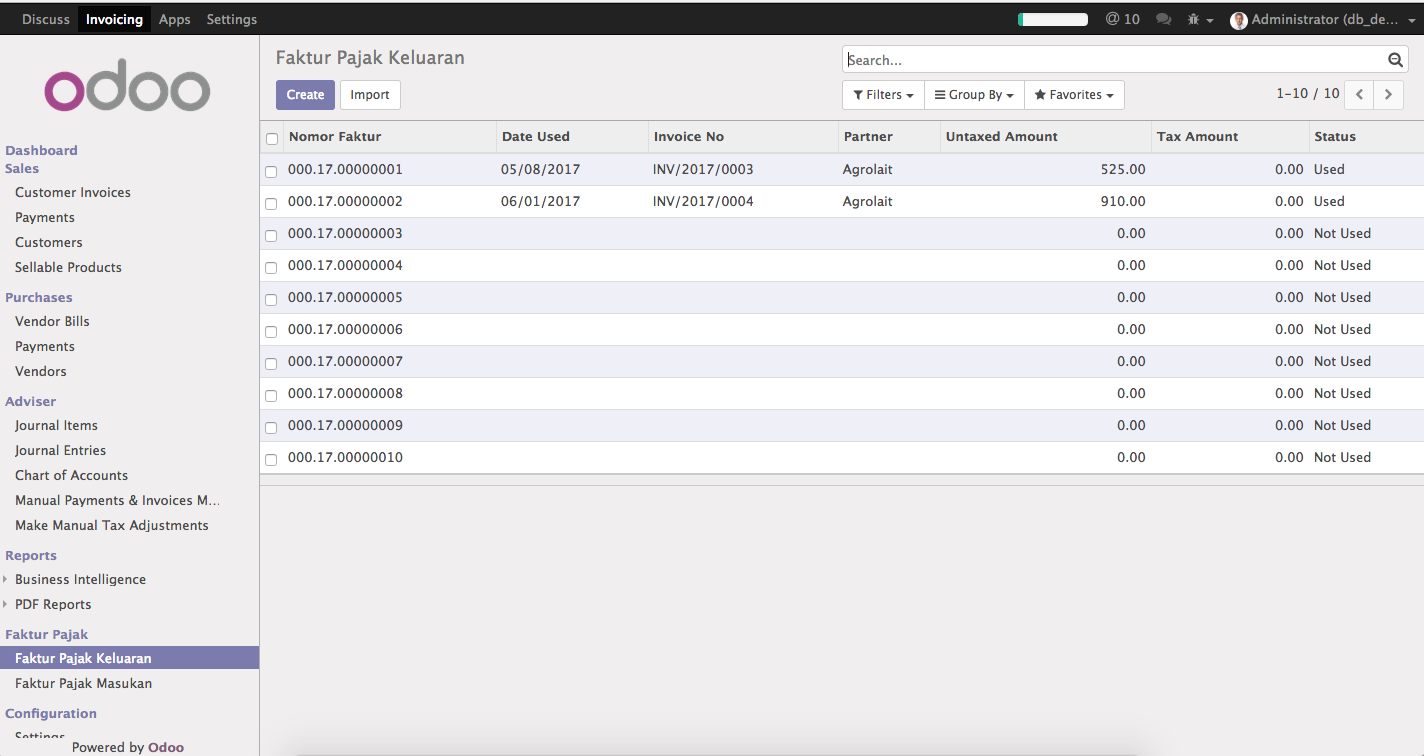 Discuss Invoicing Apps Settings @ 10 Administrator (db_de...
odoo
Dashboard
Sales
Customer Invoices
Payments
Customers
Sellable Products
Purchases
Vendor Bills
Payments
Vendors
Adviser
Journal Items
Journal Entries
Chart of Accounts
Manual Payments & Invoices M...
Make Manual Tax Adjustments
Reports
Business Intelligence
PDF Reports
Faktur Pajak
Faktur Pajak Keluaran
Faktur Pajak Masukan
Configuration
Settings
Powered by Odoo
Faktur Pajak Keluaran
Search...
Create Import Filters Group By Favorites 1-10 / 10
Nomor Faktur Date Used Invoice No Partner Untaxed Amount Tax Amount Status
000.17.00000001 05/08/2017 INV/2017/0003 Agrolait 525.00 0.00 Used
000.17.00000002 06/01/2017 INV/2017/0004 Agrolait 910.00 0.00 Used
000.17.00000003 0.00 0.00 Not Used
000.17.00000004 0.00 0.00 Not Used
000.17.00000005 0.00 0.00 Not Used
000.17.00000006 0.00 0.00 Not Used
000.17.00000007 0.00 0.00 Not Used
000.17.00000008 0.00 0.00 Not Used
000.17.00000009 0.00 0.00 Not Used
000.17.00000010 0.00 0.00 Not Used